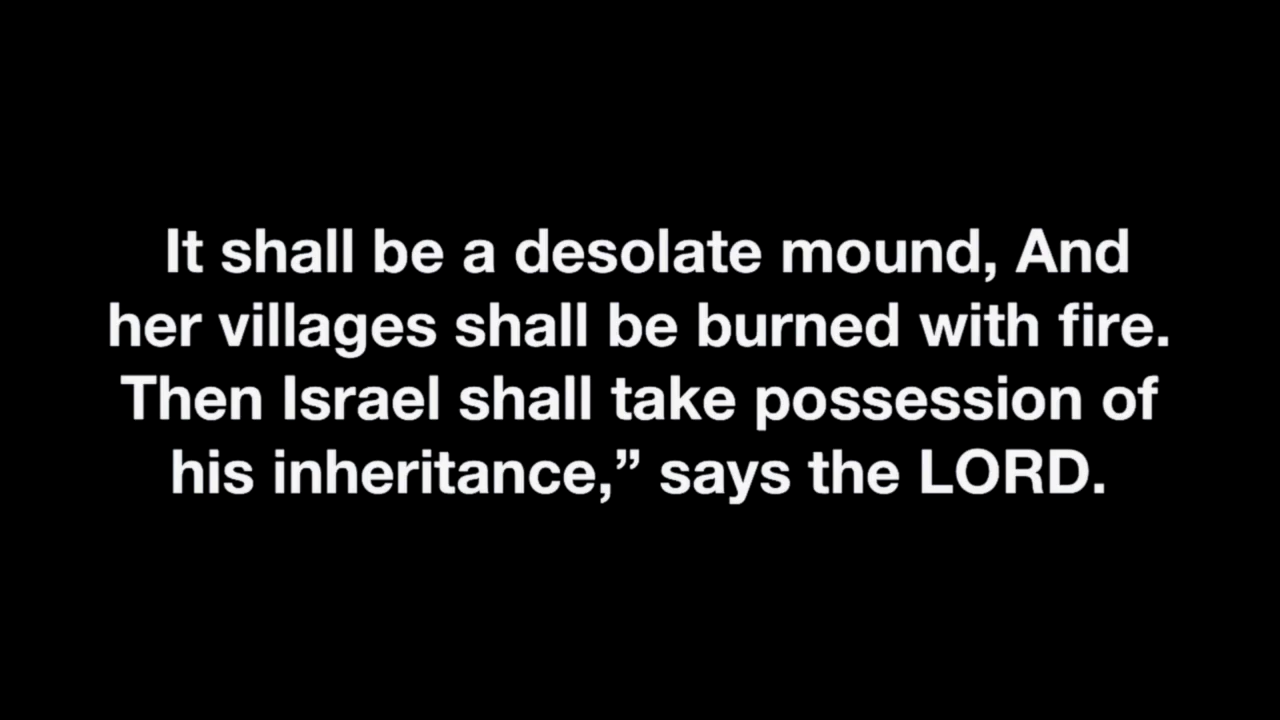 It shall be a desolate mound, And
her villages shall be burned with fire.
Then Israel shall take possession of
his inheritance,” says the LORD.